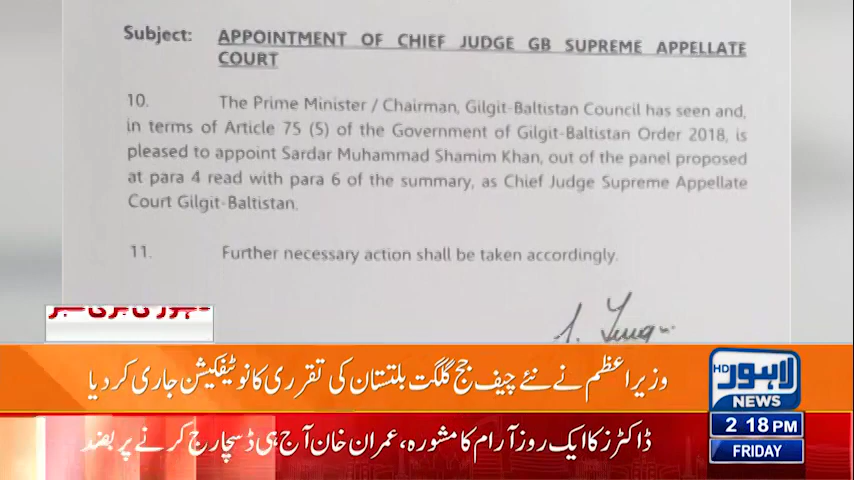 Subject: APPOINTMENT OF CHIEF JUDGE GB SUPREME APPELLATE
COURT
10. The Prime Minister / Chairman, Gilgit-Baltistan Council has seen and,
in terms of Article 75 (5) of the Government of Gilgit-Baltistan Order 2018, is
pleased to appoint Sardar Muhammad Shamim Khan, out of the panel proposed
at para 4 read with para 6 of the summary, as Chief Judge Supreme Appellate
Court Gilgit-Baltistan.
11. Further necessary action shall be taken accordingly.
وزیراعظم نے نئے چیف جج گلگت بلتستان کی تقرری کا نوٹیفکیشن جاری کر دیا
ڈاکٹرز کا ایک روز آرام کا مشورہ، عمران خان آج ہی ڈسچارج کرنے پر بضد
HD لاہور
NEWS
2 18 PM
FRIDAY